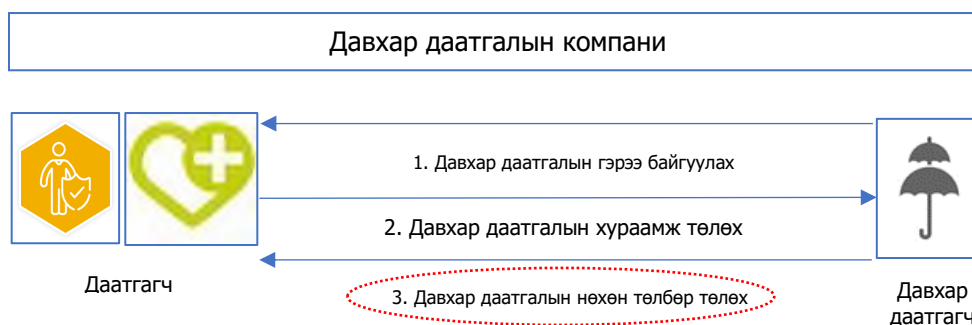 Давхар даатгалын компани
1. Давхар даатгалын гэрээ байгуулах
2. Давхар даатгалын хураамж төлөх
Даатгагч
3. Давхар даатгалын нөхөн төлбөр төлөх
Давхар
даатгагч